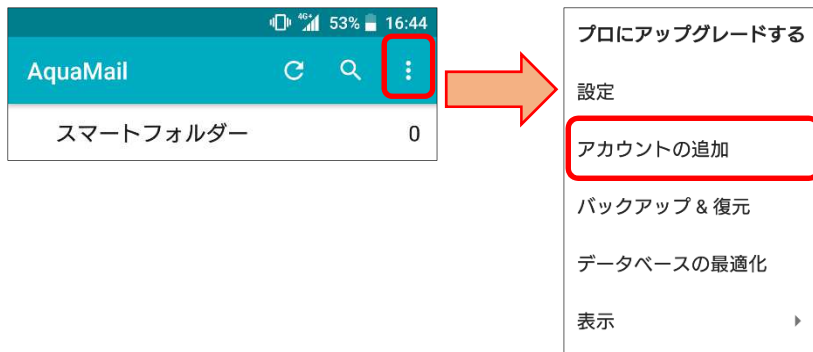 4G+ 53% 16:44
AquaMail
スマートフォルダー 0
プロにアップグレードする
設定
アカウントの追加
バックアップ & 復元
データベースの最適化
表示